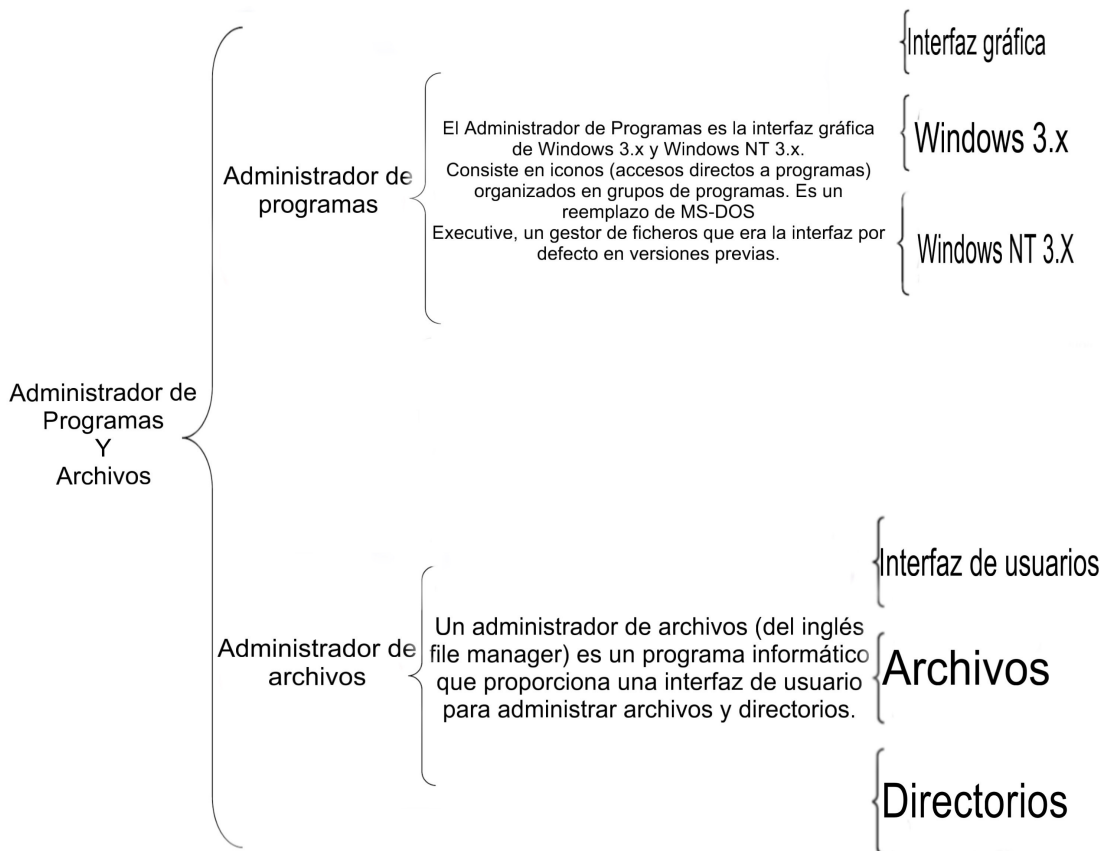 Administrador de
Programas
Y
Archivos
Administrador de
programas
El Administrador de Programas es la interfaz gráfica
de Windows 3.x y Windows NT 3.x.
Consiste en iconos (accesos directos a programas)
organizados en grupos de programas. Es un
reemplazo de MS-DOS
Executive, un gestor de ficheros que era la interfaz por
defecto en versiones previas.
Interfaz gráfica
Windows 3.x
Windows NT 3.X
Administrador de
archivos
Un administrador de archivos (del inglés
file manager) es un programa informático
que proporciona una interfaz de usuario
para administrar archivos y directorios.
Interfaz de usuarios
Archivos
Directorios